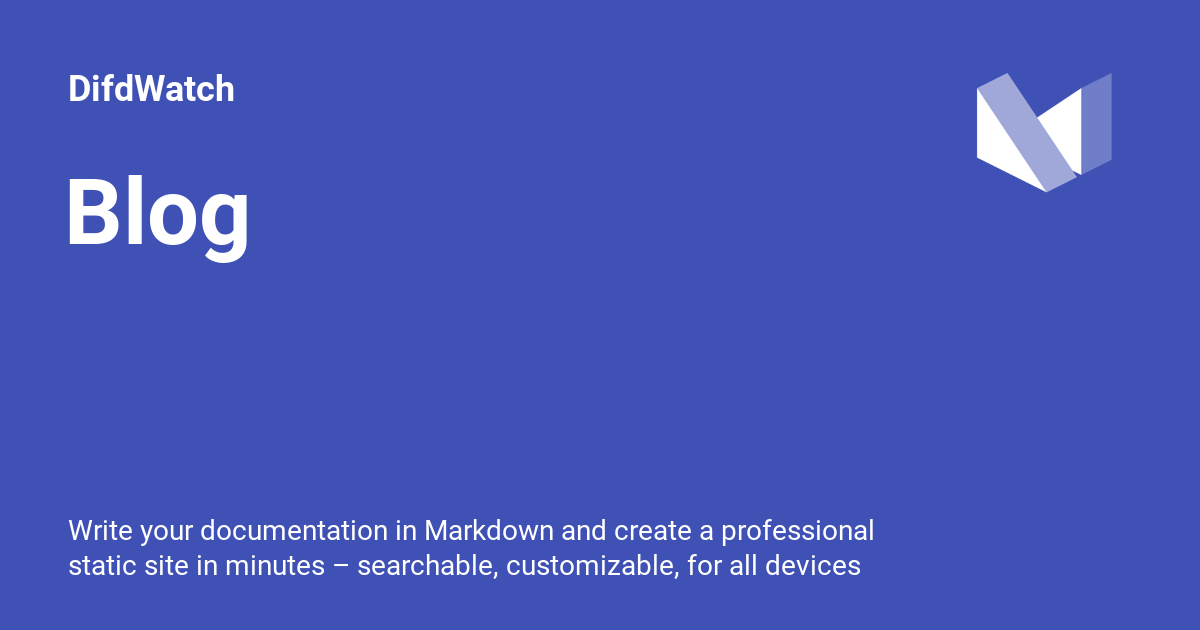 DifdWatch
Blog
Write your documentation in Markdown and create a professional
static site in minutes – searchable, customizable, for all devices